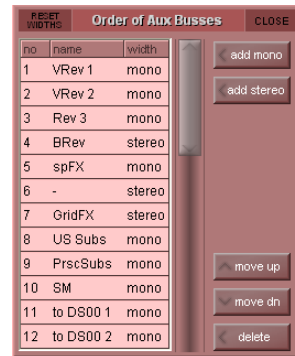 RESET WIDTHS Order of Aux Busses CLOSE
no name width
1 VRev 1 mono
2 VRev 2 mono
3 Rev 3 mono
4 BRev stereo
5 spFX mono
6 - stereo
7 GridFX stereo
8 US Subs mono
9 PrscSubs mono
10 SM mono
11 to DS00 1 mono
12 to DS00 2 mono
add mono
add stereo
move up
move dn
delete